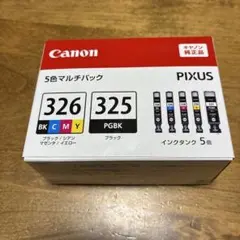 キヤノン
純正品
Canon
5色マルチパック
PIXUS
326
325
BK C M Y
PGBK
ブラック/シアン
マゼンタ/イエロー
ブラック
インクタンク 5個